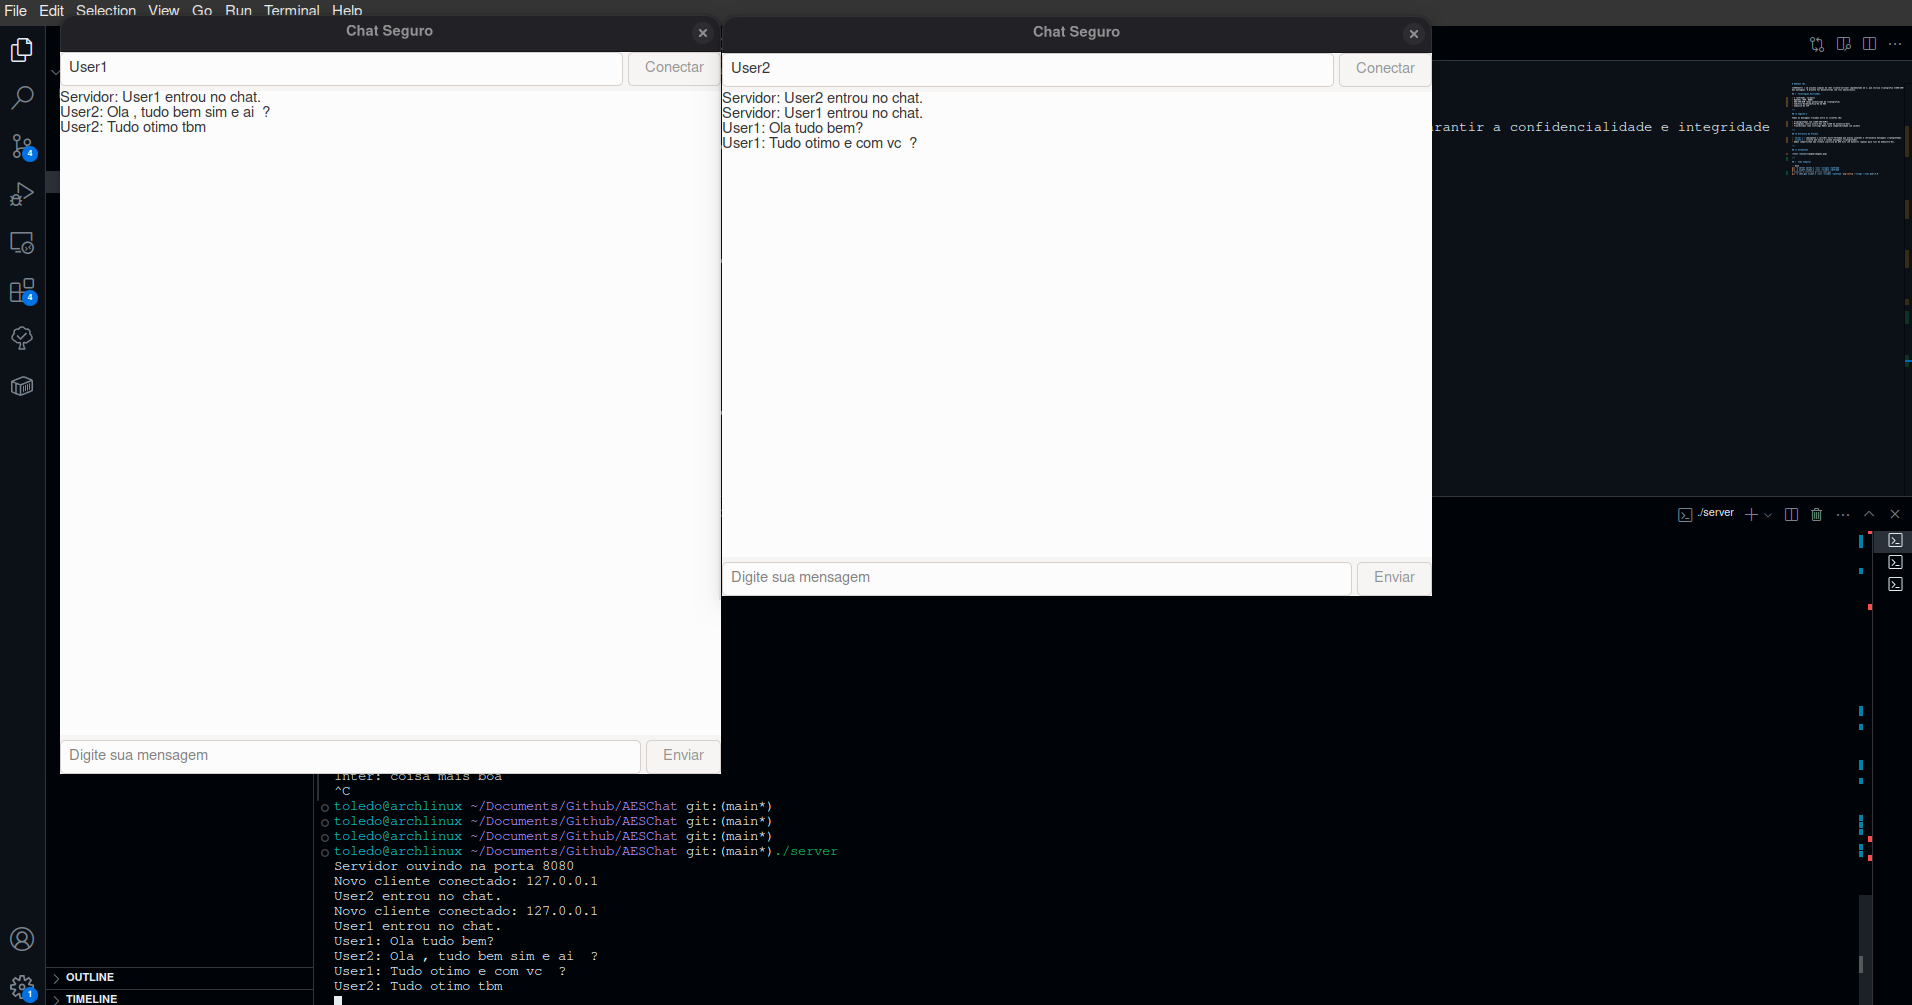 File Edit Selection View Go Run Terminal Help
Chat Seguro
User1
Conectar
Servidor: User1 entrou no chat.
User2: Ola , tudo bem sim e ai  ?
User2: Tudo otimo tbm
Digite sua mensagem
Enviar
Chat Seguro
User2
Conectar
Servidor: User2 entrou no chat.
Servidor: User1 entrou no chat.
User1: Ola tudo bem?
User1: Tudo otimo e com vc  ?
Digite sua mensagem
Enviar
rantir a confidencialidade e integridade
./server
4
4
1
OUTLINE
TIMELINE
Inter: coisa mais boa
^C
toledo@archlinux ~/Documents/Github/AESChat git:(main*)
toledo@archlinux ~/Documents/Github/AESChat git:(main*)
toledo@archlinux ~/Documents/Github/AESChat git:(main*)
toledo@archlinux ~/Documents/Github/AESChat git:(main*)./server
Servidor ouvindo na porta 8080
Novo cliente conectado: 127.0.0.1
User2 entrou no chat.
Novo cliente conectado: 127.0.0.1
User1 entrou no chat.
User1: Ola tudo bem?
User2: Ola , tudo bem sim e ai  ?
User1: Tudo otimo e com vc  ?
User2: Tudo otimo tbm